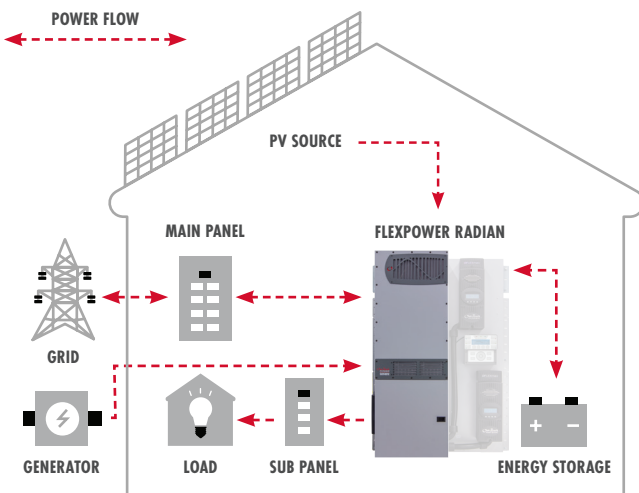 POWER FLOW
PV SOURCE
MAIN PANEL
FLEXPOWER RADIAN
GRID
GENERATOR
LOAD
SUB PANEL
+ −
ENERGY STORAGE